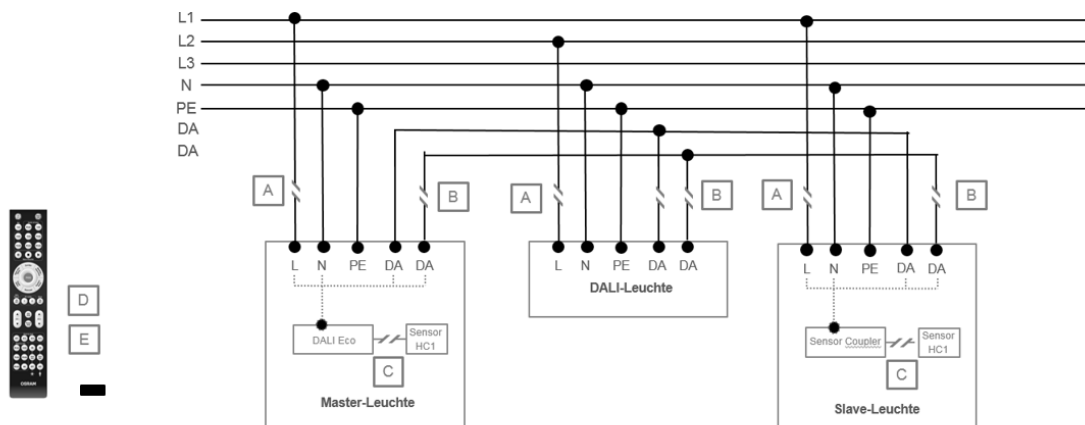 L1
L2
L3
N
PE
DA
DA
A
B
A
B
A
B
L N PE DA DA
L N PE DA DA
L N PE DA DA
DALI-Leuchte
D
E
DALI Eco
Sensor
HC1
C
Sensor Coupler
Sensor
HC1
C
Master-Leuchte
Slave-Leuchte
OSRAM